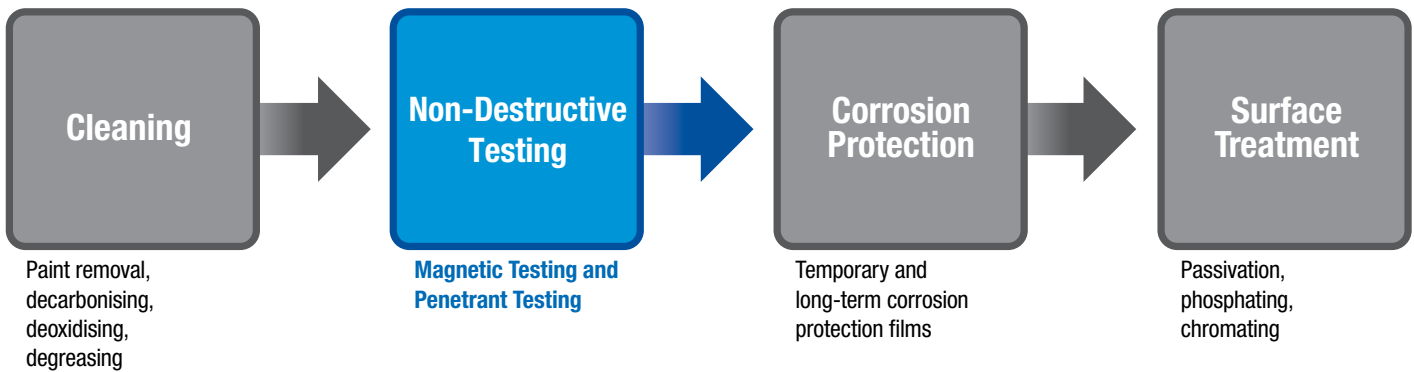 Cleaning
Non-Destructive
Testing
Corrosion
Protection
Surface
Treatment
Paint removal,
decarbonising,
deoxidising,
degreasing
Magnetic Testing and
Penetrant Testing
Temporary and
long-term corrosion
protection films
Passivation,
phosphating,
chromating